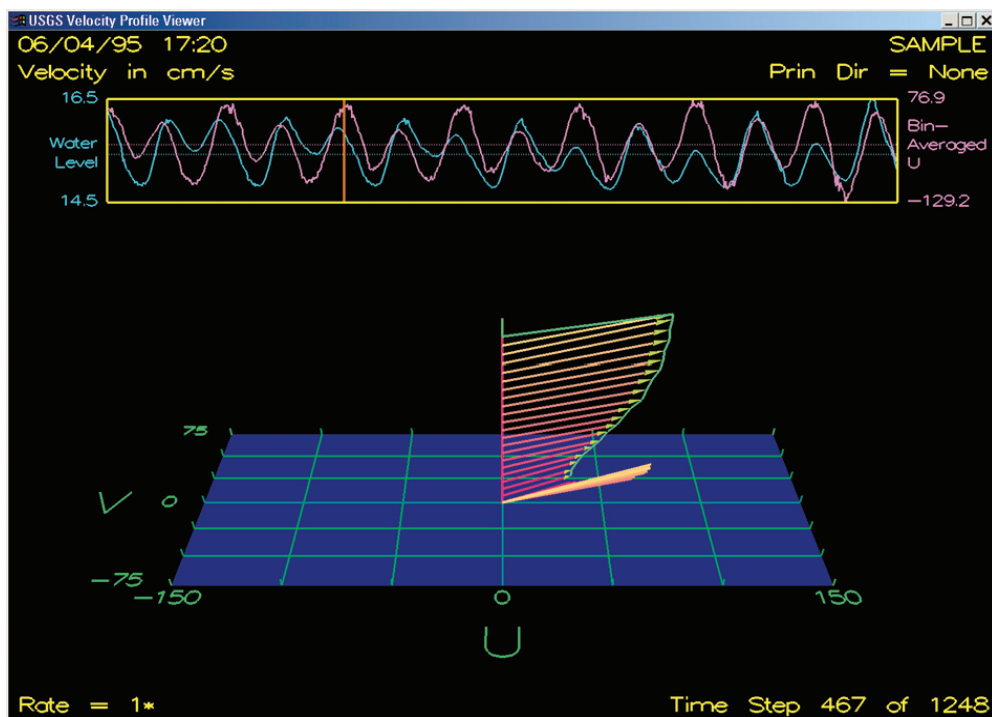 USGS Velocity Profile Viewer
06/04/95 17:20 SAMPLE
Velocity in cm/s Prin Dir = None
16.5 76.9
Water Level Bin-Averaged U
14.5 -129.2
75
V 0
-75
-150 0 150
U
Rate = 1* Time Step 467 of 1248